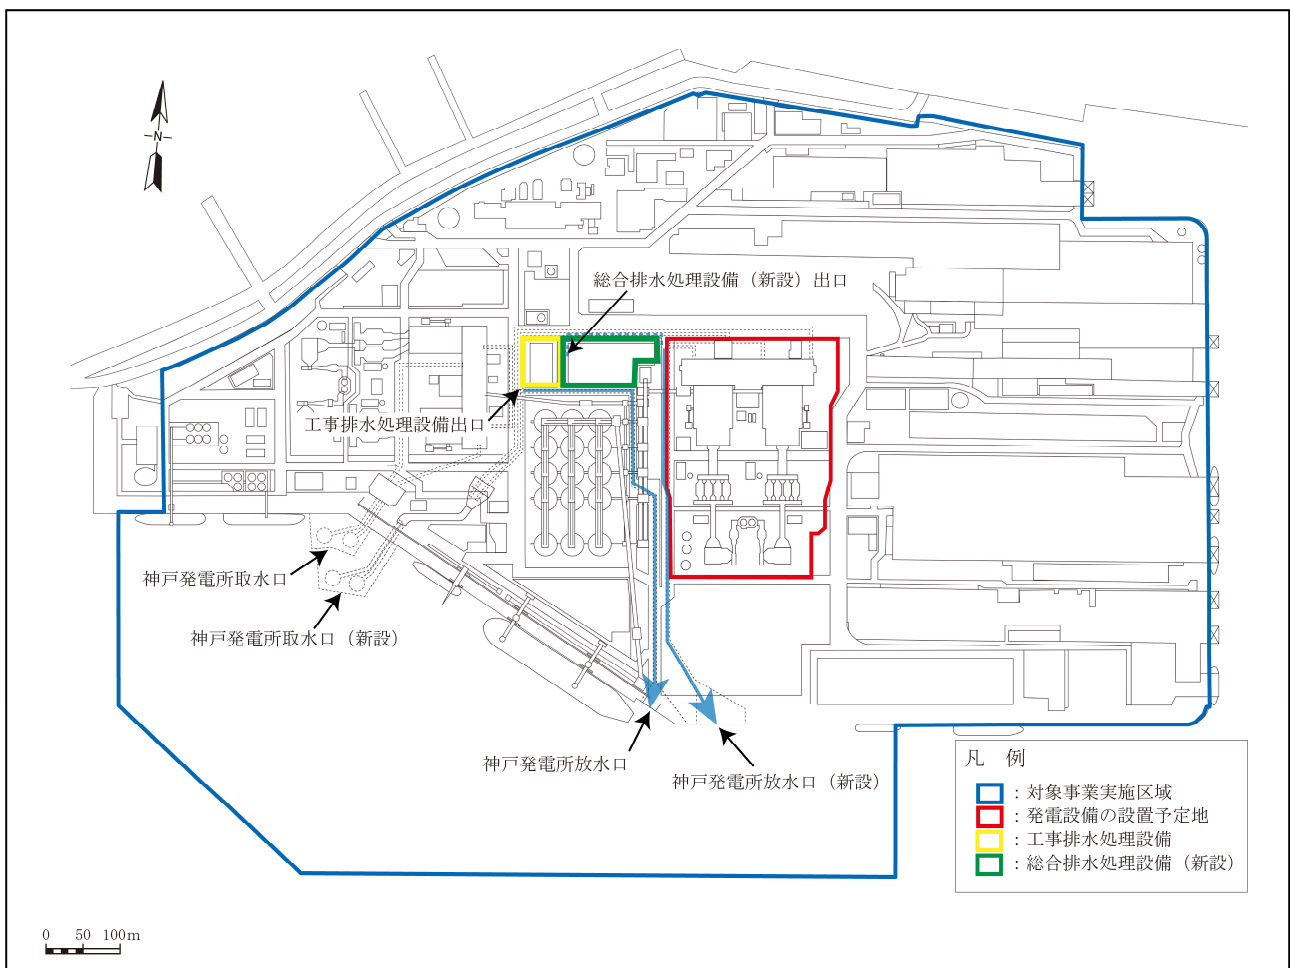 N
総合排水処理設備（新設）出口
工事排水処理設備出口
神戸発電所取水口
神戸発電所取水口（新設）
神戸発電所放水口
神戸発電所放水口（新設）
凡　例
：対象事業実施区域
：発電設備の設置予定地
：工事排水処理設備
：総合排水処理設備（新設）
0 50 100m